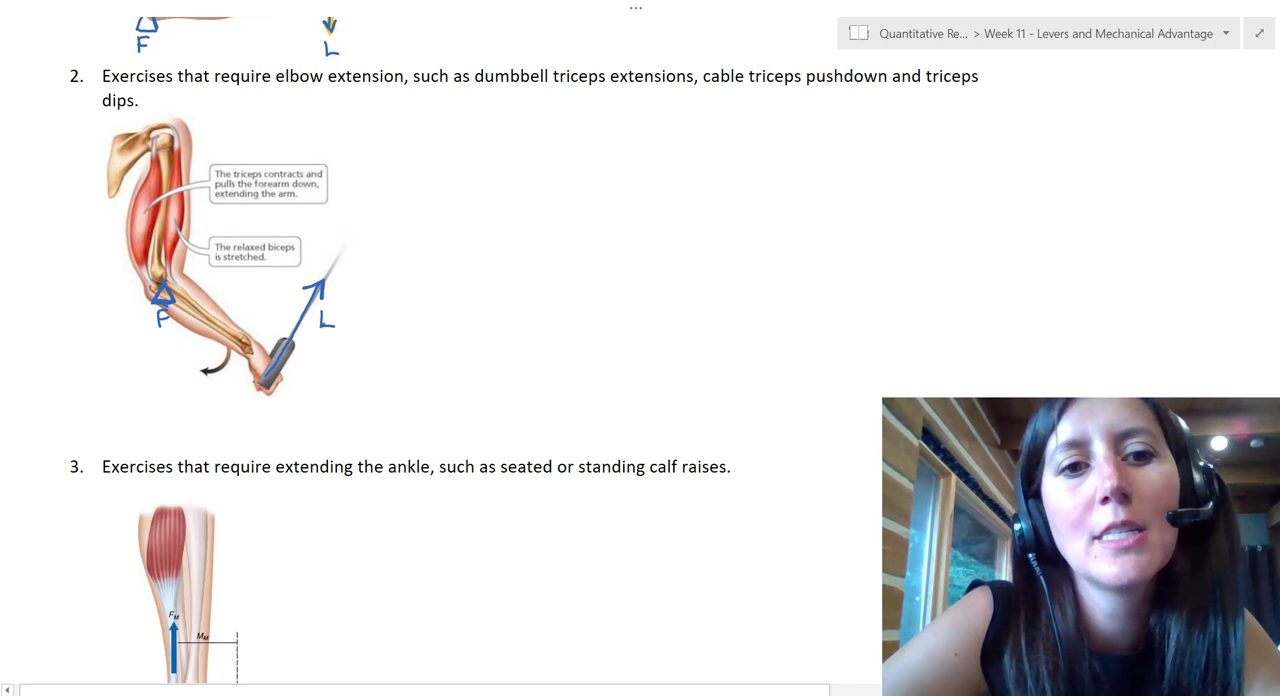 ...
Quantitative Re... > Week 11 - Levers and Mechanical Advantage
F
L
2. Exercises that require elbow extension, such as dumbbell triceps extensions, cable triceps pushdown and triceps
dips.
The triceps contracts and
pulls the forearm down,
extending the arm.
The relaxed biceps
is stretched.
F
L
3. Exercises that require extending the ankle, such as seated or standing calf raises.
FM
MM